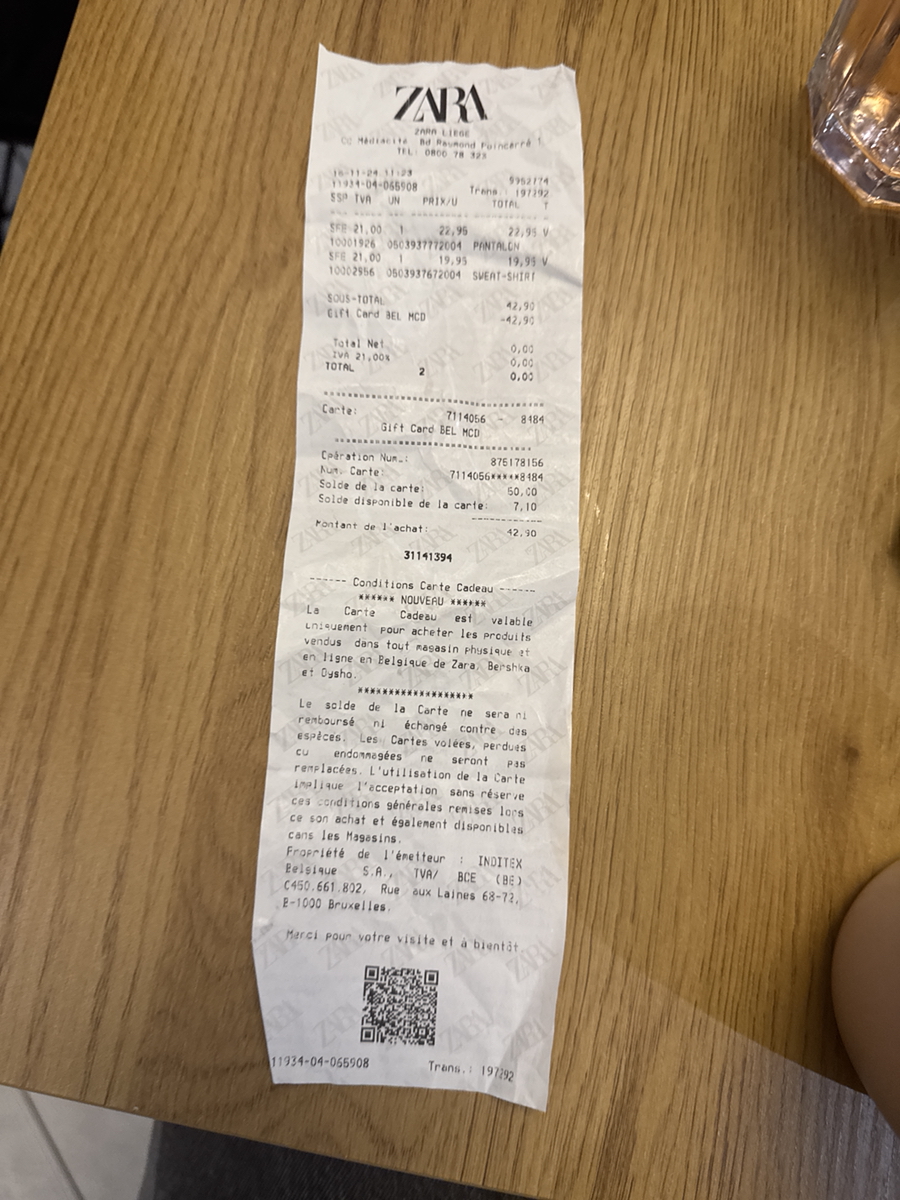 ZARA
ZARA LIEGE
CC Médiacité Bd Raymond Poincarré 1
TEL: 0800 78 323
16-11-24 11:23 9952774
11934-04-065908 Trans.: 197292
SSP TVA UN PRIX/U TOTAL T
SFE 21,00 1 22,95 22,95 V
10001926 0503937772004 PANTALON
SFE 21,00 1 19,95 19,95 V
10002556 0503937672004 SWEAT-SHIRT
SOUS-TOTAL 42,90
Gift Card BEL MCD -42,90
Total Net 0,00
TVA 21,00% 0,00
TOTAL 2 0,00
Carte: 7114056 - 8484
Gift Card BEL MCD
Opération Num.: 875178156
Num. Carte: 7114056*****8484
Solde de la carte: 50,00
Solde disponible de la carte: 7,10
Montant de l'achat: 42,90
31141394
------ Conditions Carte Cadeau ------
****** NOUVEAU ******
La Carte Cadeau est valable
uniquement pour acheter les produits
vendus dans tout magasin physique et
en ligne en Belgique de Zara, Bershka
et Oysho.
*******************
Le solde de la Carte ne sera ni
remboursé ni échangé contre des
espèces. Les Cartes volées, perdues
ou endommagées ne seront pas
remplacées. L'utilisation de la Carte
implique l'acceptation sans réserve
des conditions générales remises lors
de son achat et également disponibles
dans les Magasins.
Propriété de l'émetteur : INDITEX
Belgique S.A., TVA/ BCE (BE)
0450.661.802, Rue aux Laines 68-72,
B-1000 Bruxelles.
Merci pour votre visite et à bientôt.
11934-04-065908 Trans.: 197292